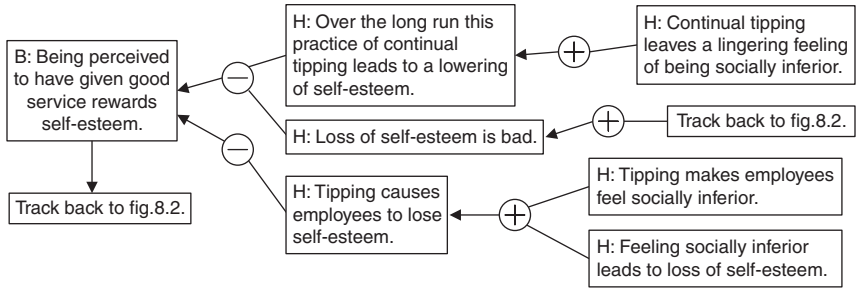 B: Being perceived
to have given good
service rewards
self-esteem.
Track back to fig.8.2.
H: Over the long run this
practice of continual
tipping leads to a lowering
of self-esteem.
H: Loss of self-esteem is bad.
H: Tipping causes
employees to lose
self-esteem.
H: Continual tipping
leaves a lingering feeling
of being socially inferior.
Track back to fig.8.2.
H: Tipping makes employees
feel socially inferior.
H: Feeling socially inferior
leads to loss of self-esteem.